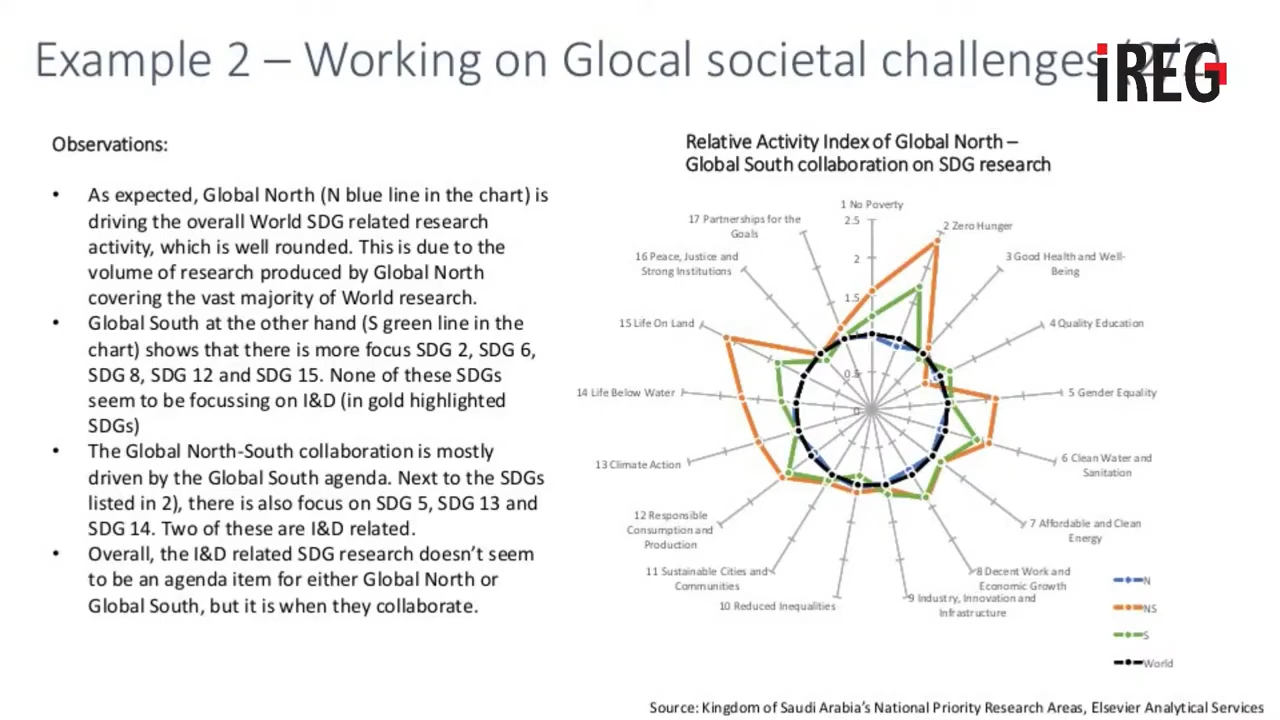 Example 2 – Working on Glocal societal challenges (2/2)
iREG
Observations:
• As expected, Global North (N blue line in the chart) is
driving the overall World SDG related research
activity, which is well rounded. This is due to the
volume of research produced by Global North
covering the vast majority of World research.
• Global South at the other hand (S green line in the
chart) shows that there is more focus SDG 2, SDG 6,
SDG 8, SDG 12 and SDG 15. None of these SDGs
seem to be focussing on I&D (in gold highlighted
SDGs)
• The Global North-South collaboration is mostly
driven by the Global South agenda. Next to the SDGs
listed in 2), there is also focus on SDG 5, SDG 13 and
SDG 14. Two of these are I&D related.
• Overall, the I&D related SDG research doesn't seem
to be an agenda item for either Global North or
Global South, but it is when they collaborate.
Relative Activity Index of Global North –
Global South collaboration on SDG research
1 No Poverty
2 Zero Hunger
3 Good Health and Well-
Being
4 Quality Education
5 Gender Equality
6 Clean Water and
Sanitation
7 Affordable and Clean
Energy
8 Decent Work and
Economic Growth
9 Industry, Innovation and
Infrastructure
10 Reduced Inequalities
11 Sustainable Cities and
Communities
12 Responsible
Consumption and
Production
13 Climate Action
14 Life Below Water
15 Life On Land
16 Peace, Justice and
Strong Institutions
17 Partnerships for the
Goals
2.5
2
1.5
0.5
0
N
NS
S
World
Source: Kingdom of Saudi Arabia's National Priority Research Areas, Elsevier Analytical Services